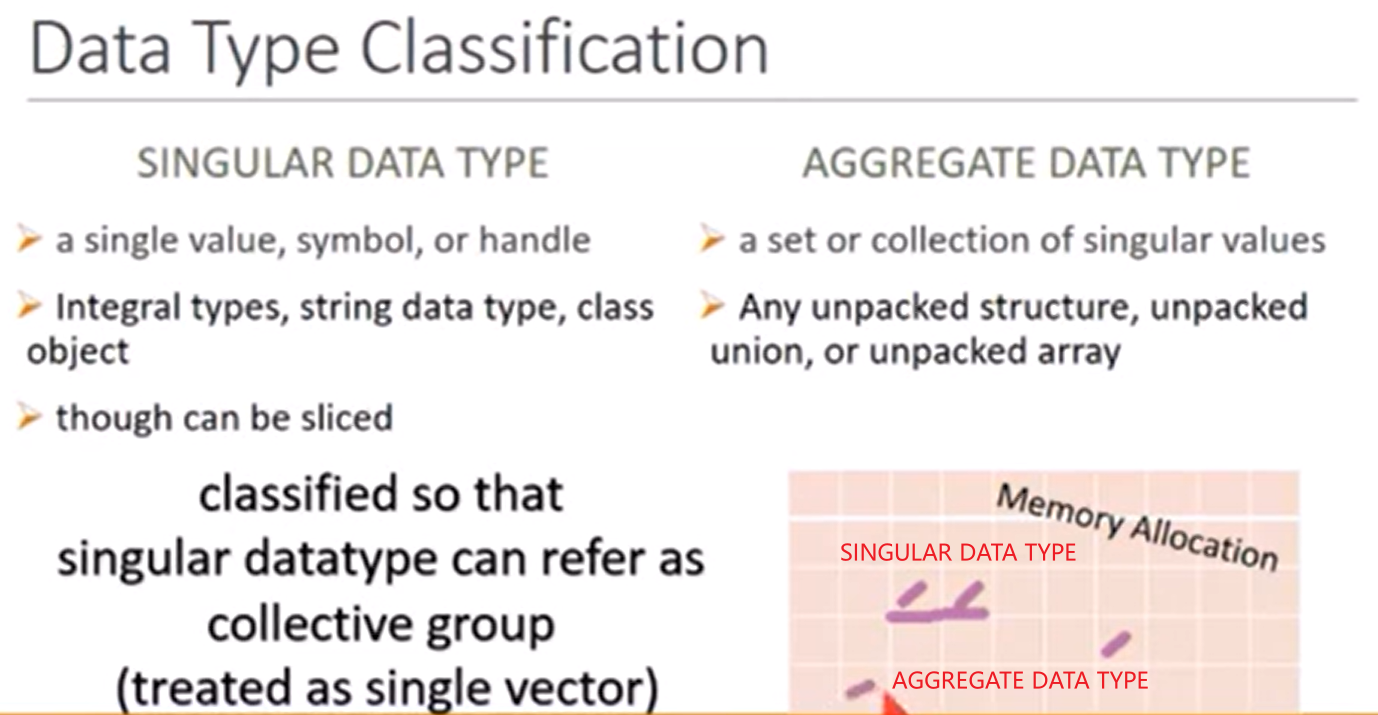 Data Type Classification
SINGULAR DATA TYPE
a single value, symbol, or handle
Integral types, string data type, class
object
though can be sliced
classified so that
singular datatype can refer as
collective group
(treated as single vector)
AGGREGATE DATA TYPE
a set or collection of singular values
Any unpacked structure, unpacked
union, or unpacked array
Memory Allocation
SINGULAR DATA TYPE
AGGREGATE DATA TYPE